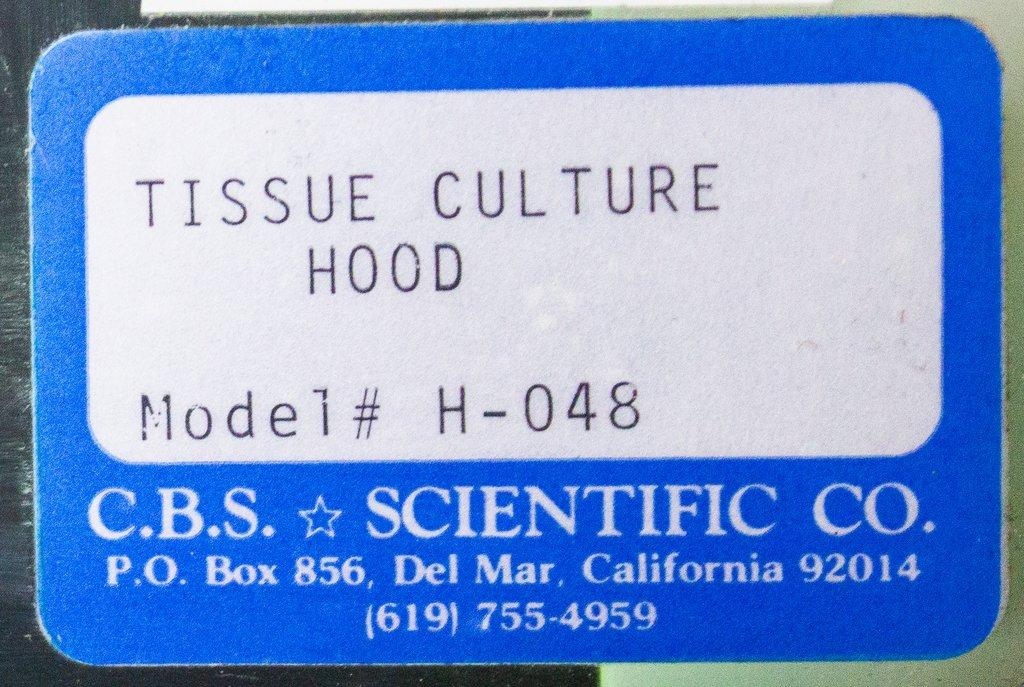 TISSUE CULTURE
HOOD
Model# H-048
C.B.S. ☆ SCIENTIFIC CO.
P.O. Box 856, Del Mar, California 92014
(619) 755-4959